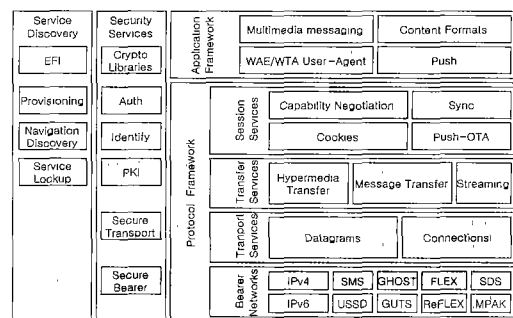 Service
Discovery
EFI
Provisioning
Navigation
Discovery
Service
Lookup
Security
Services
Crypto
Libraries
Auth
Identify
PKI
Secure
Transport
Secure
Bearer
Application
Framework
Multimedia messaging
Content Formats
WAE/WTA User-Agent
Push
Protocol Framework
Session
Services
Capability Negotiation
Sync
Cookies
Push-OTA
Transfer
Services
Hypermedia
Transfer
Message Transfer
Streaming
Tranport
Services
Datagrams
Connectionsl
Bearer
Networks
IPv4
SMS
GHOST
FLEX
SDS
IPv6
USSD
GUTS
ReFLEX
MPAK